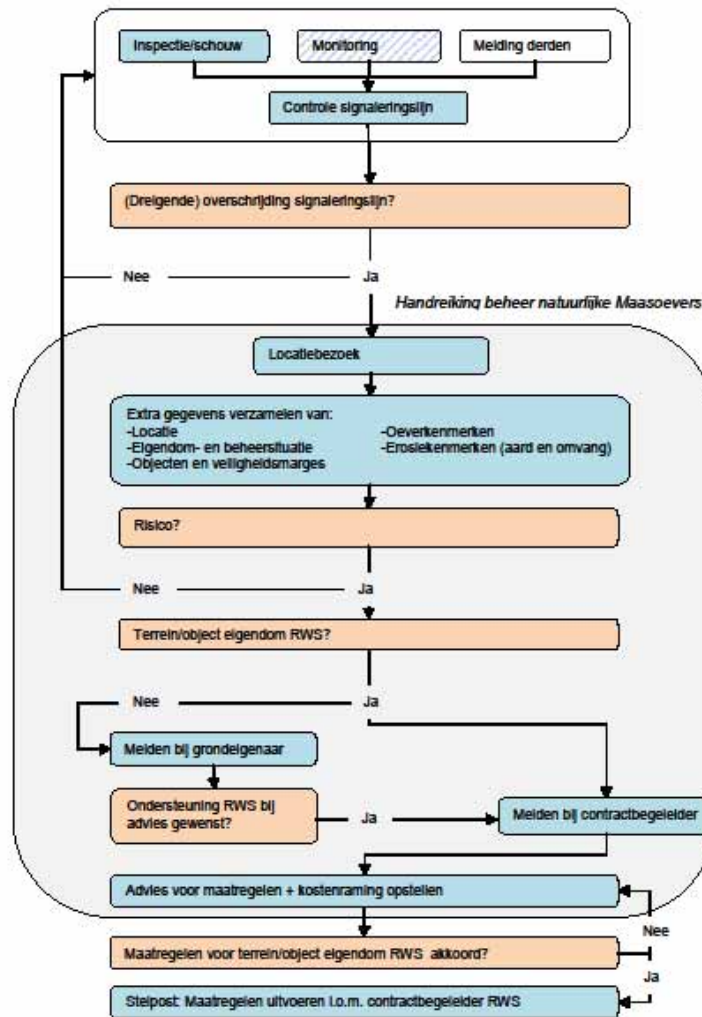 Inspectie/schouw
Monitoring
Melding derden
Controle signaleringslijn
(Dreigende) overschrijding signaleringslijn?
Nee
Ja
Handreiking beheer natuurlijke Maasoevers
Locatiebezoek
Extra gegevens verzamelen van:
-Locatie
-Eigendom- en beheersituatie
-Objecten en veiligheidsmarges
-Oeverkenmerken
-Erosiekenmerken (aard en omvang)
Risico?
Nee
Ja
Terrein/object eigendom RWS?
Nee
Ja
Melden bij grondeigenaar
Ondersteuning RWS bij
advies gewenst?
Ja
Melden bij contractbegeleider
Advies voor maatregelen + kostenraming opstellen
Nee
Maatregelen voor terrein/object eigendom RWS akkoord?
Ja
Stelpost: Maatregelen uitvoeren i.o.m. contractbegeleider RWS